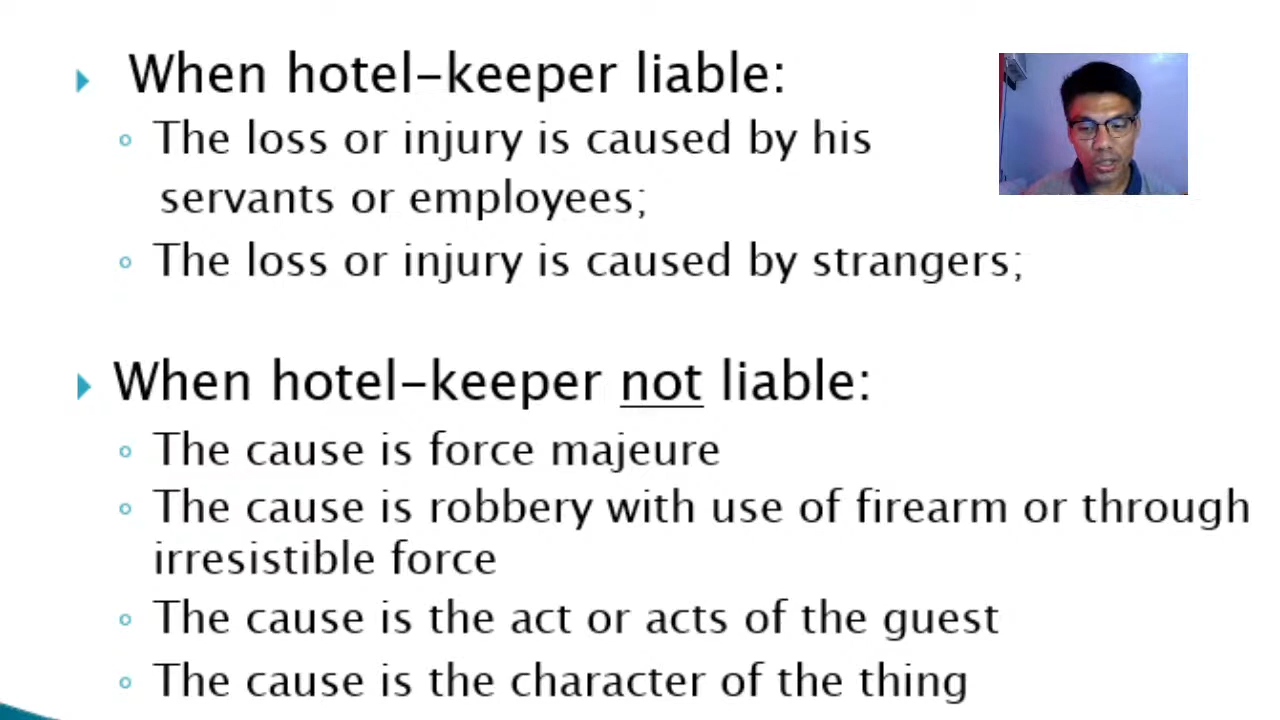 When hotel-keeper liable:
The loss or injury is caused by his
servants or employees;
The loss or injury is caused by strangers;
When hotel-keeper not liable:
The cause is force majeure
The cause is robbery with use of firearm or through
irresistible force
The cause is the act or acts of the guest
The cause is the character of the thing